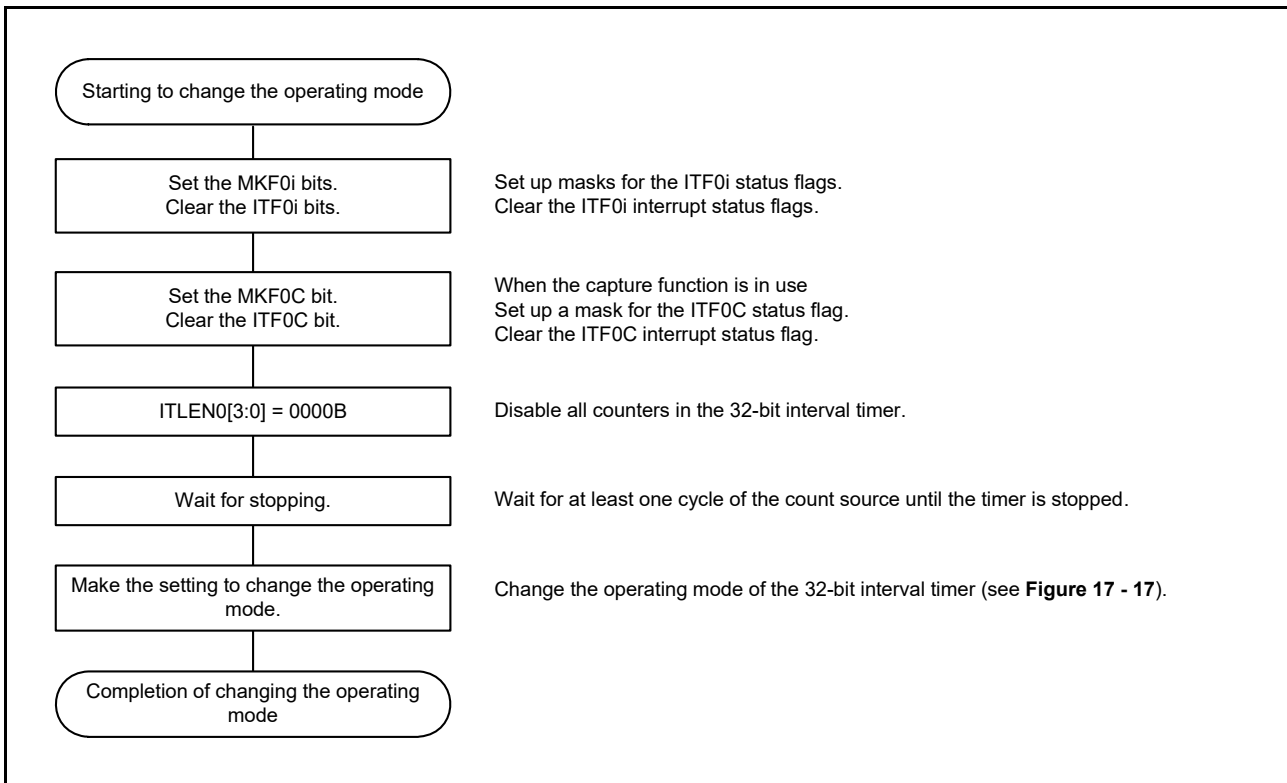 Starting to change the operating mode
Set the MKF0i bits.
Clear the ITF0i bits.
Set up masks for the ITF0i status flags.
Clear the ITF0i interrupt status flags.
Set the MKF0C bit.
Clear the ITF0C bit.
When the capture function is in use
Set up a mask for the ITF0C status flag.
Clear the ITF0C interrupt status flag.
ITLEN0[3:0] = 0000B
Disable all counters in the 32-bit interval timer.
Wait for stopping.
Wait for at least one cycle of the count source until the timer is stopped.
Make the setting to change the operating
mode.
Change the operating mode of the 32-bit interval timer (see Figure 17 - 17).
Completion of changing the operating
mode